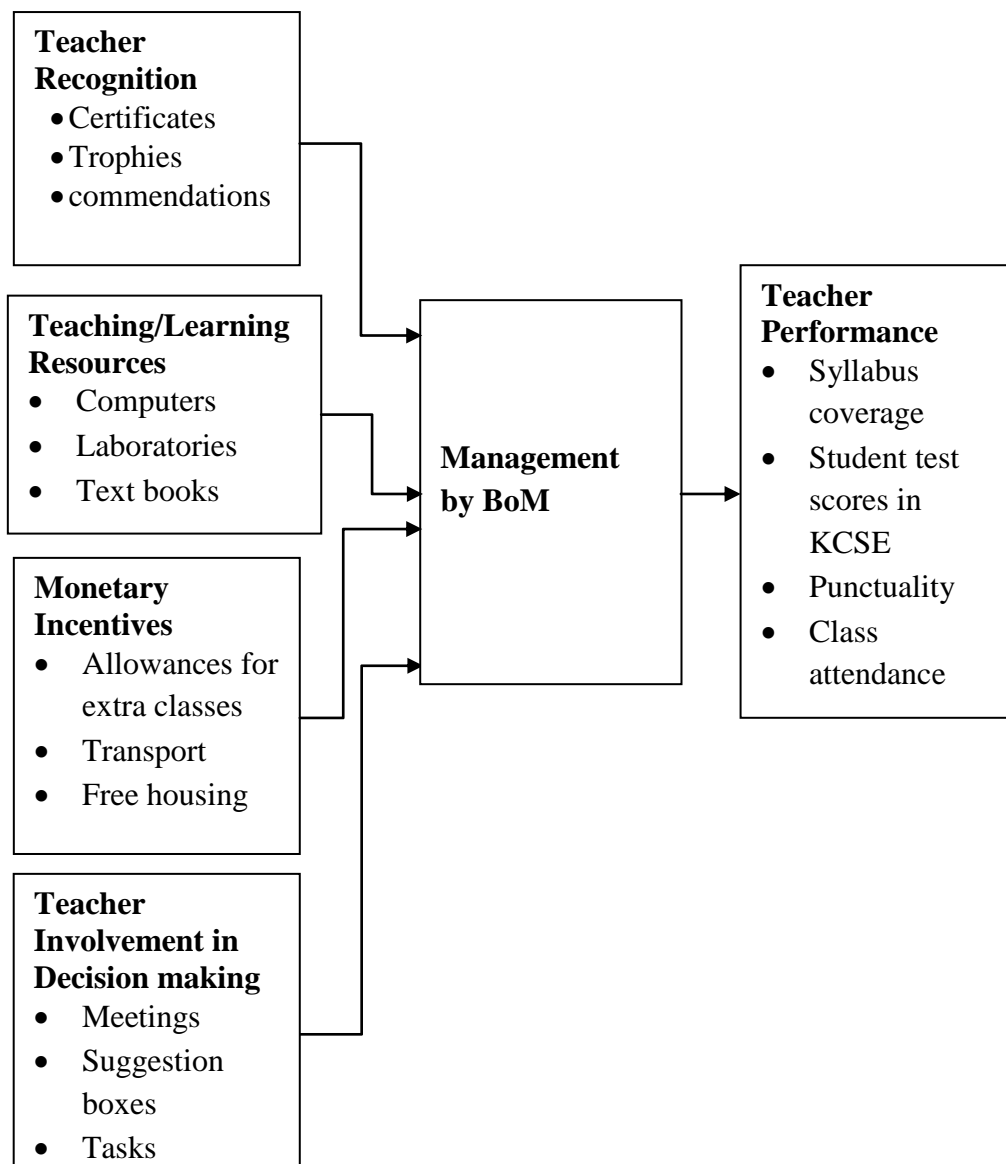 Teacher
Recognition
•Certificates
•Trophies
•commendations
Teaching/Learning
Resources
• Computers
• Laboratories
• Text books
Monetary
Incentives
• Allowances for
extra classes
• Transport
• Free housing
Teacher
Involvement in
Decision making
• Meetings
• Suggestion
boxes
• Tasks
Management
by BoM
Teacher
Performance
• Syllabus
coverage
• Student test
scores in
KCSE
• Punctuality
• Class
attendance